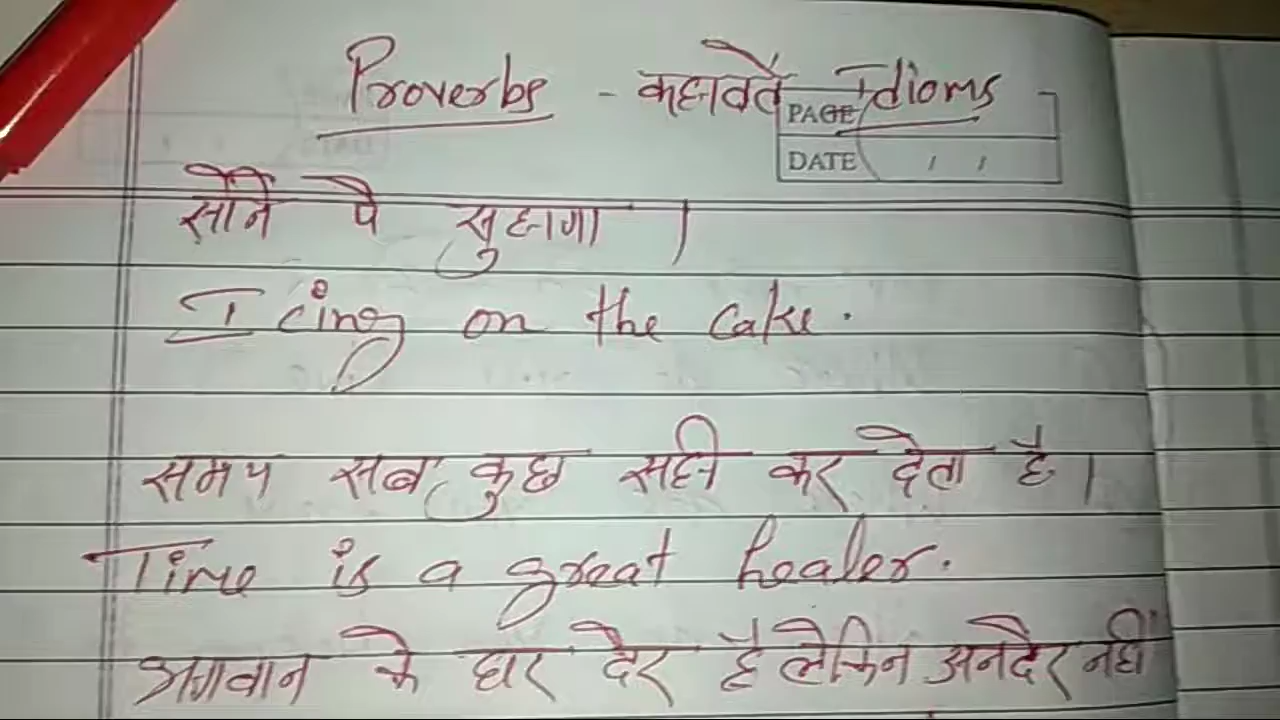 Proverbs - कहावतें Idioms
PAGE
DATE / /
सोने पे सुहागा ।
Icing on the cake.
समय सब कुछ सही कर देता है ।
Time is a great healer.
भगवान के घर देर है लेकिन अनदेर नहीं